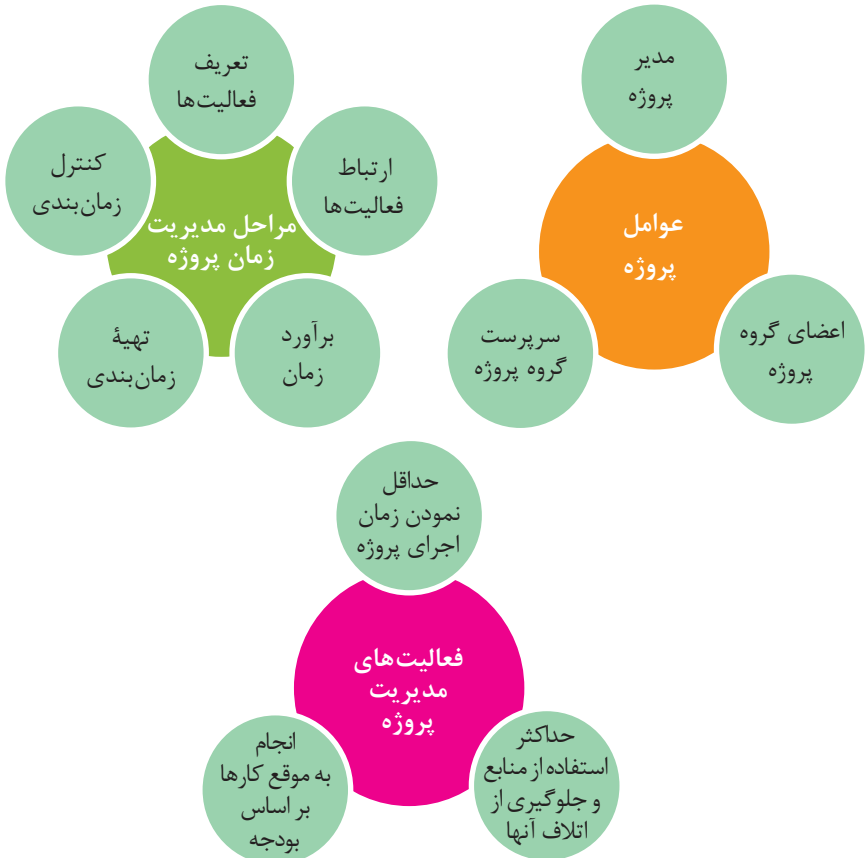 مدیر
پروژه
عوامل
پروژه
اعضای گروه
پروژه
سرپرست
گروه پروژه
تعریف
فعالیت‌ها
ارتباط
فعالیت‌ها
برآورد
زمان
تهیۀ
زمان‌بندی
کنترل
زمان‌بندی
مراحل مدیریت
زمان پروژه
حداقل
نمودن زمان
اجرای پروژه
فعالیت‌های
مدیریت
پروژه
حداکثر
استفاده از منابع
و جلوگیری از
اتلاف آنها
انجام
به موقع کارها
بر اساس
بودجه